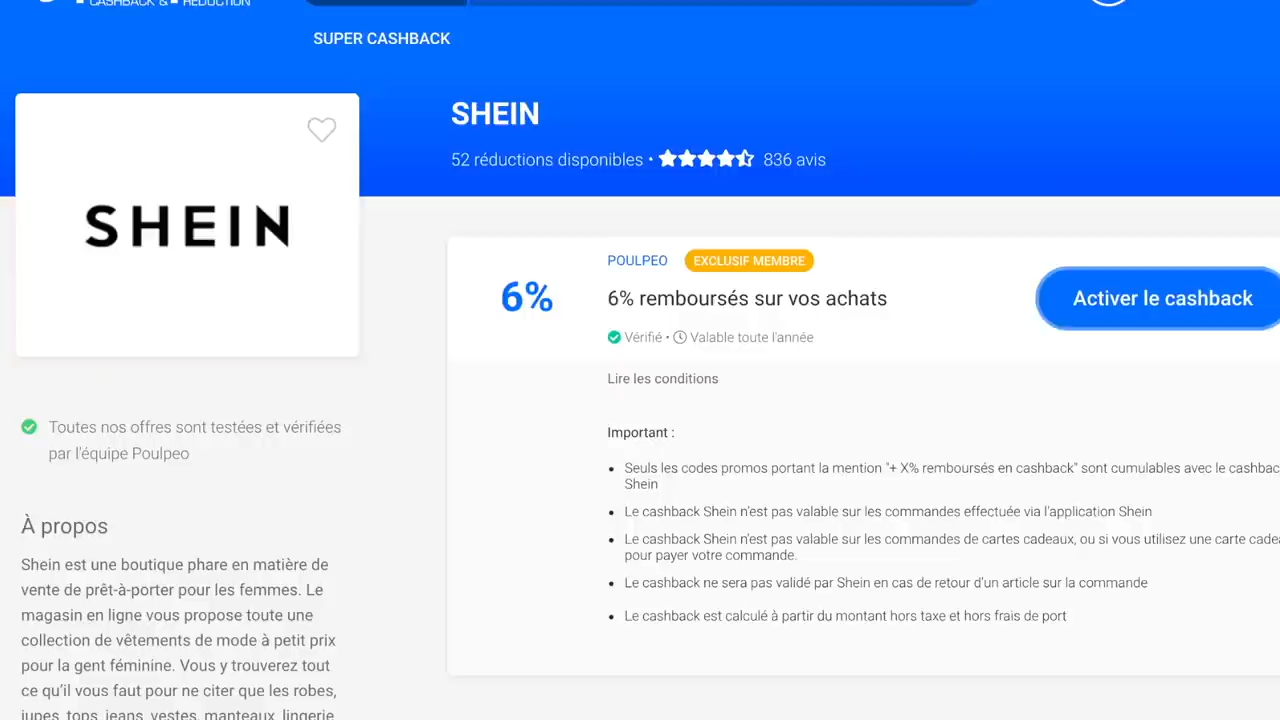 CASHBACK & RÉDUCTION
SUPER CASHBACK
SHEIN
52 réductions disponibles • 836 avis
SHEIN
POULPEO EXCLUSIF MEMBRE
6%
6% remboursés sur vos achats
Activer le cashback
Vérifié • Valable toute l'année
Lire les conditions
Important :
• Seuls les codes promos portant la mention "+ X% remboursés en cashback" sont cumulables avec le
Shein
• Le cashback Shein n'est pas valable sur les commandes effectuée via l'application Shein
• Le cashback Shein n'est pas valable sur les commandes de cartes cadeaux, ou si vous utilisez une carte
pour payer votre commande.
• Le cashback ne sera pas validé par Shein en cas de retour d'un article sur la commande
• Le cashback est calculé à partir du montant hors taxe et hors frais de port
Toutes nos offres sont testées et vérifiées
par l'équipe Poulpeo
À propos
Shein est une boutique phare en matière de
vente de prêt-à-porter pour les femmes. Le
magasin en ligne vous propose toute une
collection de vêtements de mode à petit prix
pour la gent féminine. Vous y trouverez tout
ce qu'il vous faut pour ne citer que les robes,
jupes, tops, jeans, vestes, manteaux, lingerie